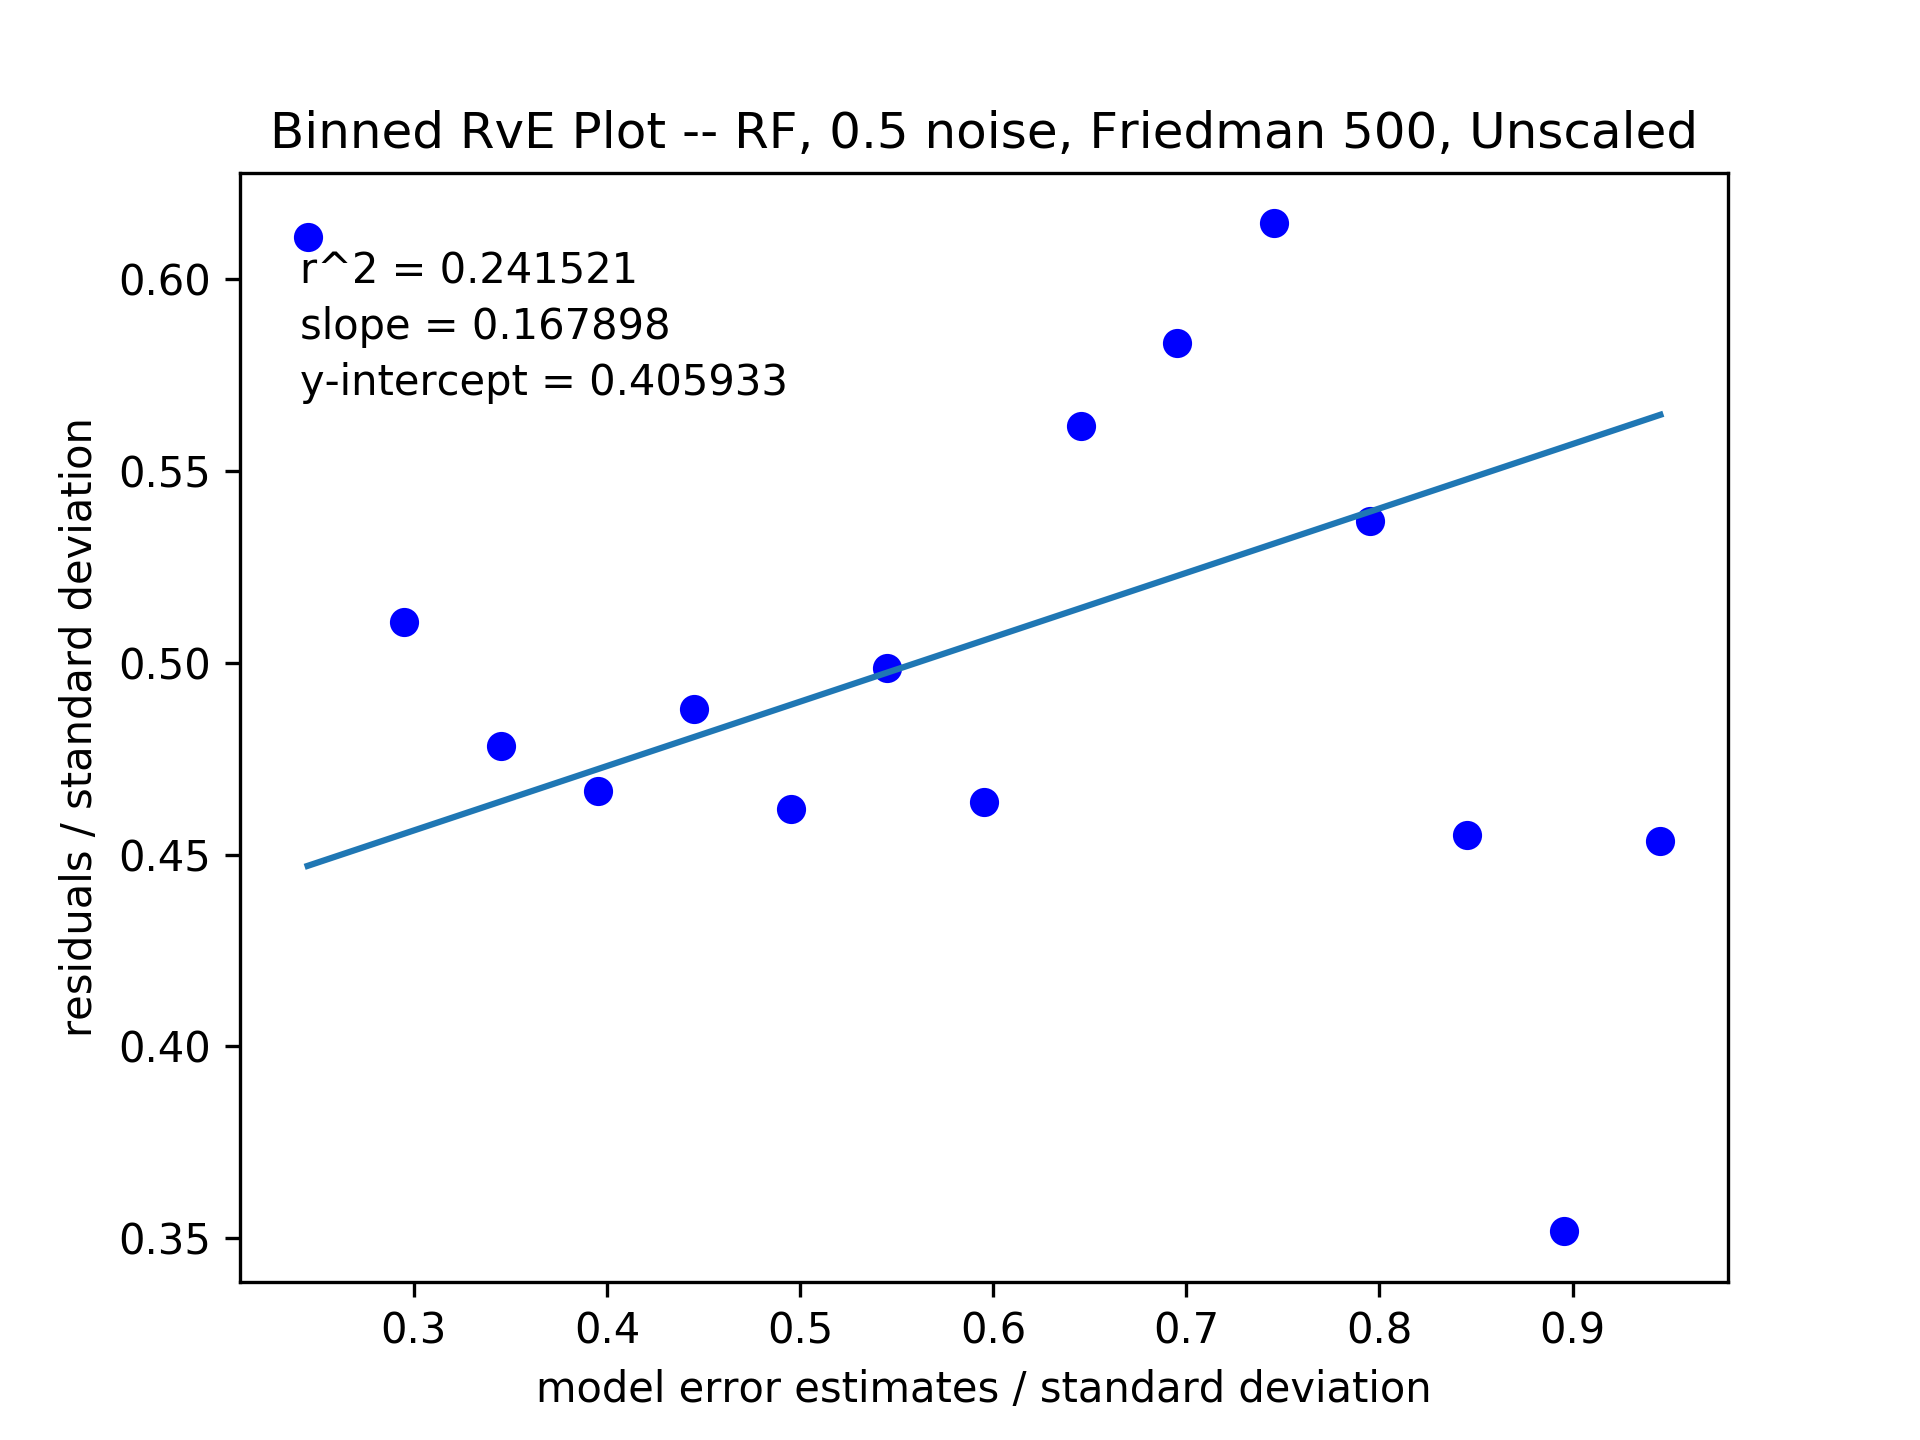 Binned RvE Plot -- RF, 0.5 noise, Friedman 500, Unscaled
r^2 = 0.241521
slope = 0.167898
y-intercept = 0.405933
residuals / standard deviation
0.60
0.55
0.50
0.45
0.40
0.35
0.3 0.4 0.5 0.6 0.7 0.8 0.9
model error estimates / standard deviation